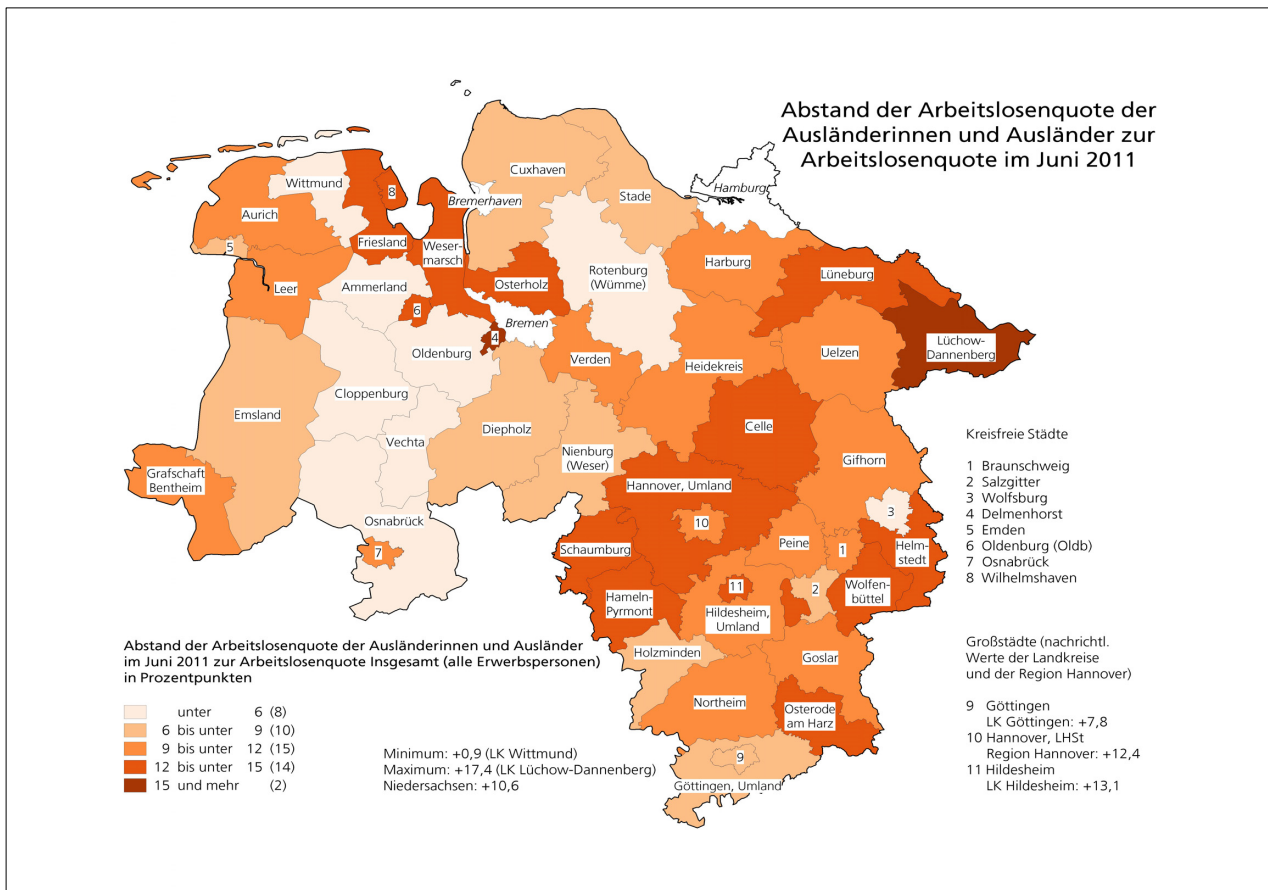 Abstand der Arbeitslosenquote der
Ausländerinnen und Ausländer zur
Arbeitslosenquote im Juni 2011
Hamburg
Cuxhaven
Stade
Wittmund
8
Bremerhaven
Aurich
5
Friesland
Weser-
marsch
Rotenburg
(Wümme)
Harburg
Lüneburg
Leer
Ammerland
Osterholz
6
Bremen
4
Oldenburg
Verden
Heidekreis
Uelzen
Lüchow-
Dannenberg
Cloppenburg
Emsland
Vechta
Diepholz
Celle
Nienburg
(Weser)
Gifhorn
Grafschaft
Bentheim
Hannover, Umland
Osnabrück
7
10
3
Schaumburg
Peine
1
Helm-
stedt
11
2
Wolfen-
büttel
Hameln-
Pyrmont
Hildesheim,
Umland
Holzminden
Goslar
Northeim
Osterode
am Harz
9
Göttingen, Umland
Kreisfreie Städte
1 Braunschweig
2 Salzgitter
3 Wolfsburg
4 Delmenhorst
5 Emden
6 Oldenburg (Oldb)
7 Osnabrück
8 Wilhelmshaven
Großstädte (nachrichtl.
Werte der Landkreise
und der Region Hannover)
9 Göttingen
LK Göttingen: +7,8
10 Hannover, LHSt
Region Hannover: +12,4
11 Hildesheim
LK Hildesheim: +13,1
Abstand der Arbeitslosenquote der Ausländerinnen und Ausländer
im Juni 2011 zur Arbeitslosenquote Insgesamt (alle Erwerbspersonen)
in Prozentpunkten
unter 6 (8)
6 bis unter 9 (10)
9 bis unter 12 (15)
12 bis unter 15 (14)
15 und mehr (2)
Minimum: +0,9 (LK Wittmund)
Maximum: +17,4 (LK Lüchow-Dannenberg)
Niedersachsen: +10,6